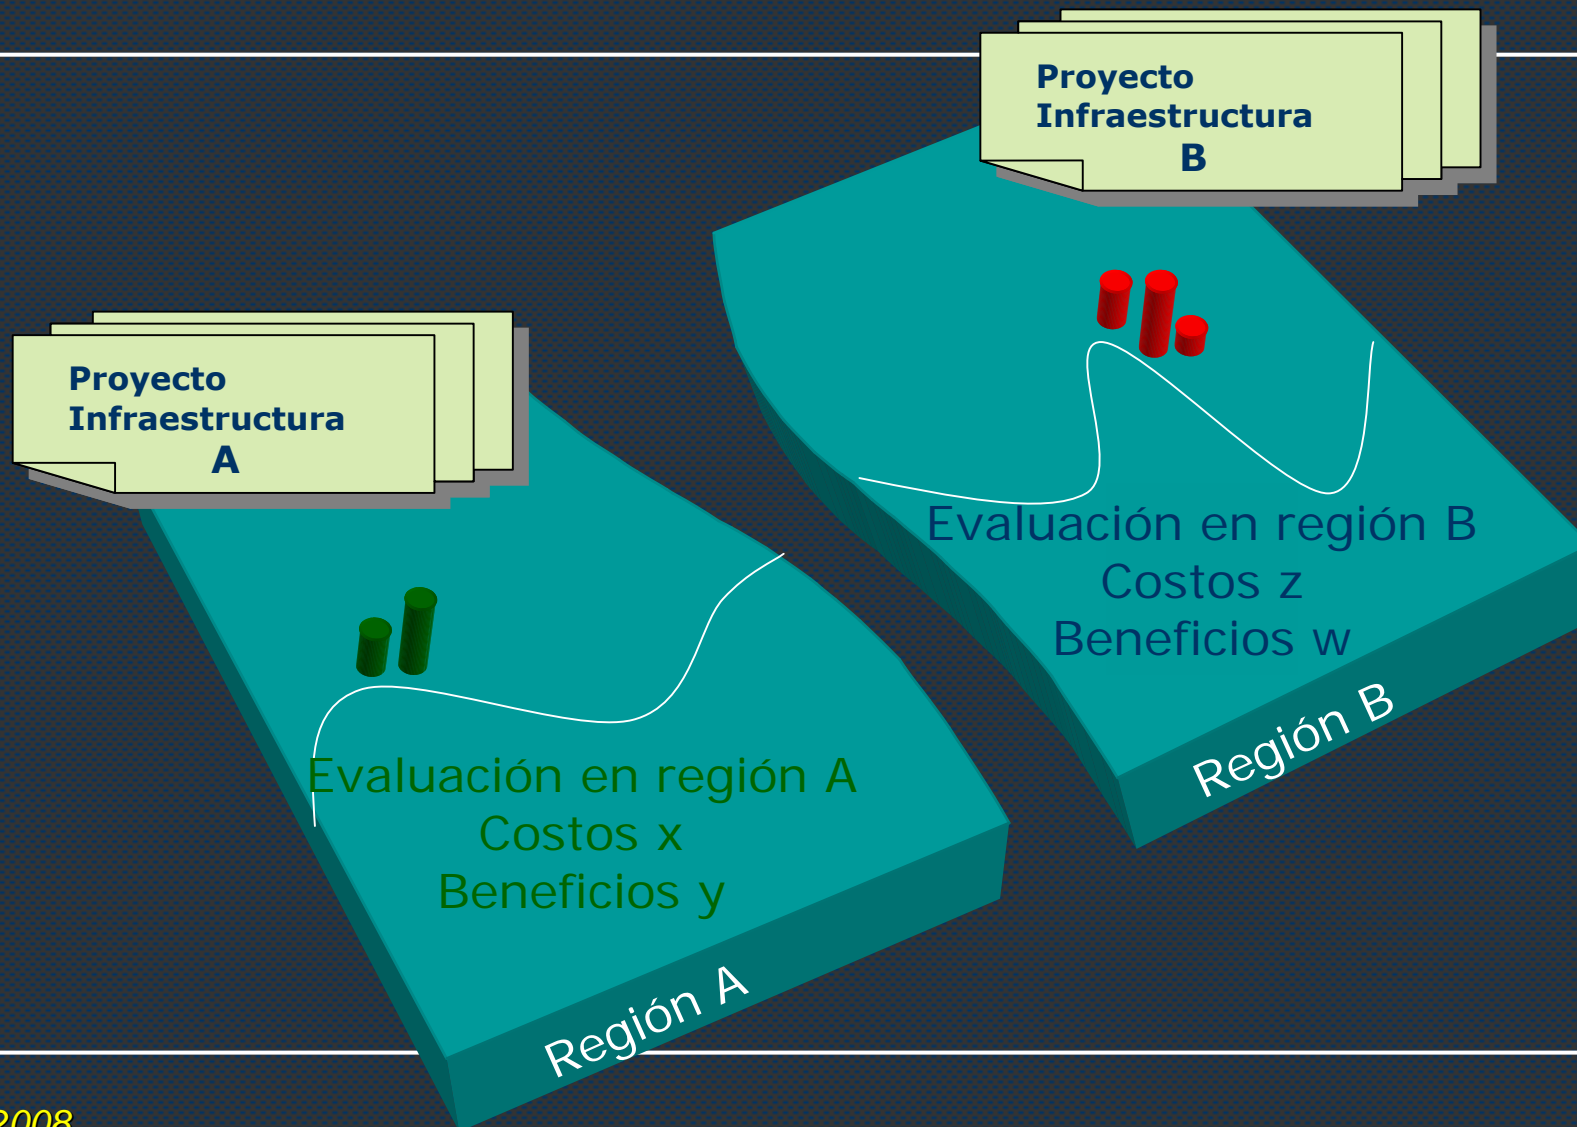 Proyecto
Infraestructura
B
Proyecto
Infraestructura
A
Evaluación en región B
Costos z
Beneficios w
Región B
Evaluación en región A
Costos x
Beneficios y
Región A
2008